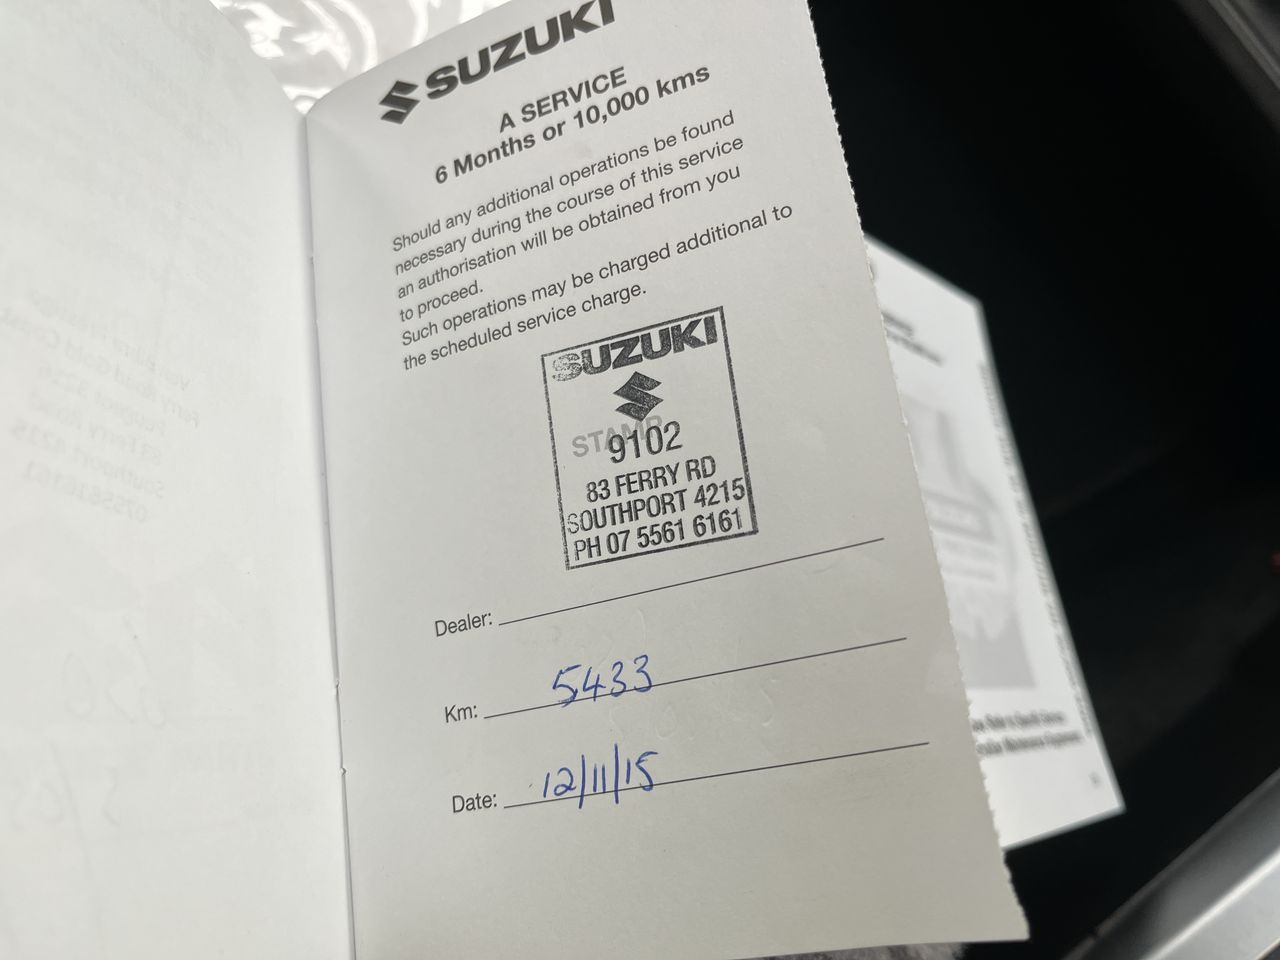 SUZUKI
A SERVICE
6 Months or 10,000 kms
Should any additional operations be found
necessary during the course of this service
an authorisation will be obtained from you
to proceed.
Such operations may be charged additional to
the scheduled service charge.
SUZUKI
STAMP
9102
83 FERRY RD
SOUTHPORT 4215
PH 07 5561 6161
Dealer:
Km: 5433
Date: 12/11/15